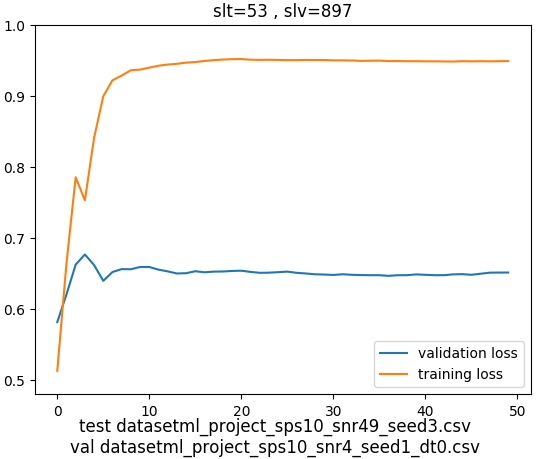 slt=53 , slv=897
1.0
0.9
0.8
0.7
0.6
0.5
validation loss
training loss
0 10 20 30 40 50
test datasetml_project_sps10_snr49_seed3.csv
val datasetml_project_sps10_snr4_seed1_dt0.csv